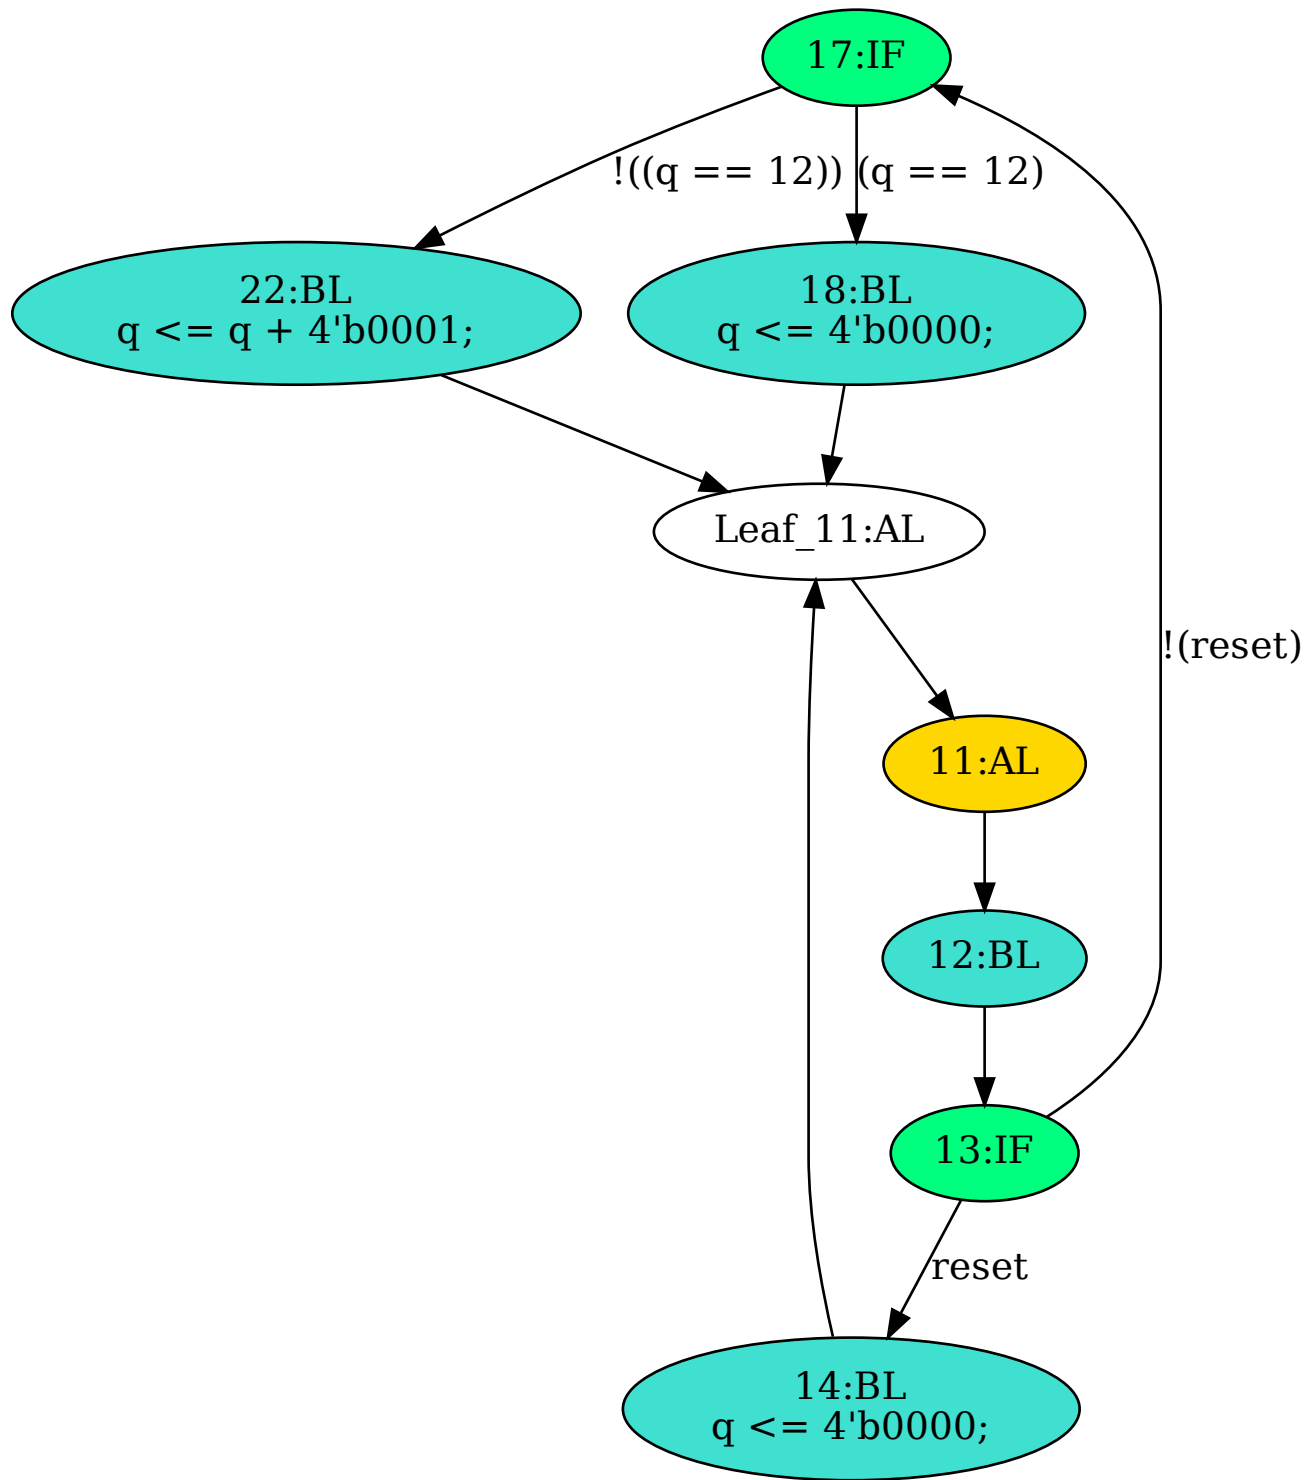 17:IF
!((q == 12))
(q == 12)
22:BL
q <= q + 4'b0001;
18:BL
q <= 4'b0000;
Leaf_11:AL
!(reset)
11:AL
12:BL
13:IF
reset
14:BL
q <= 4'b0000;